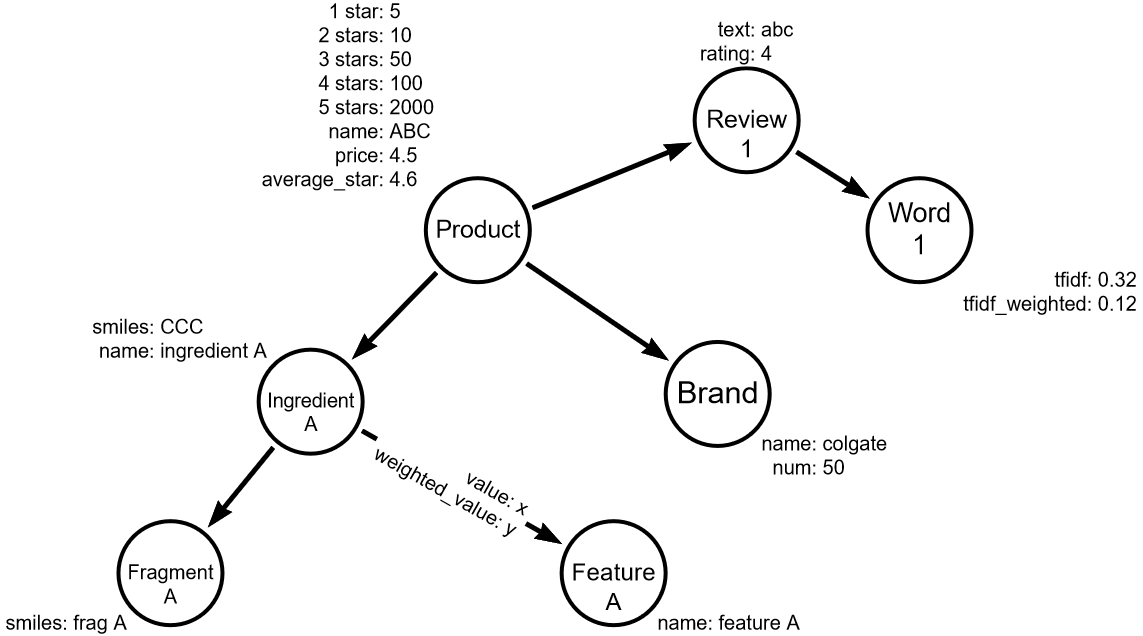 1 star: 5
2 stars: 10
3 stars: 50
4 stars: 100
5 stars: 2000
name: ABC
price: 4.5
average_star: 4.6
text: abc
rating: 4
Review
1
Product
Word
1
tfidf: 0.32
tfidf_weighted: 0.12
smiles: CCC
name: ingredient A
Ingredient
A
Brand
name: colgate
num: 50
value: x
weighted_value: y
Fragment
A
smiles: frag A
Feature
A
name: feature A